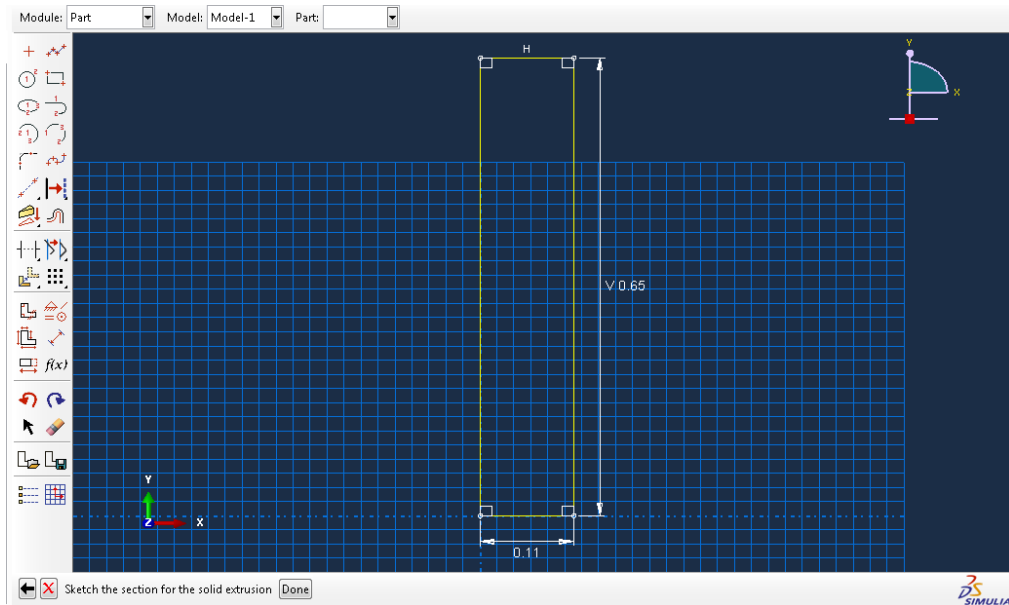 Module: Part Model: Model-1 Part:
H
Y
Z X
V 0.65
f(x)
Y
Z X
0.11
Sketch the section for the solid extrusion Done
SIMULIA